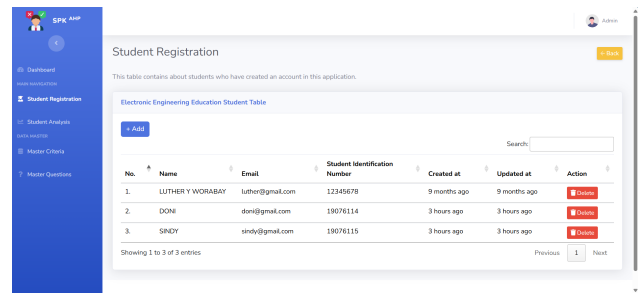 SPK AHP
Admin
Dashboard
MAIN NAVIGATION
Student Registration
Student Analysis
DATA MASTER
Master Criteria
Master Questions
Student Registration
+ Back
This table contains about students who have created an account in this application.
Electronic Engineering Education Student Table
+ Add
Search:
No. Name Email Student Identification Number Created at Updated at Action
1. LUTHER Y WORABAY luther@gmail.com 12345678 9 months ago 9 months ago Delete
2. DONI doni@gmail.com 19076114 3 hours ago 3 hours ago Delete
3. SINDY sindy@gmail.com 19076115 3 hours ago 3 hours ago Delete
Showing 1 to 3 of 3 entries
Previous 1 Next